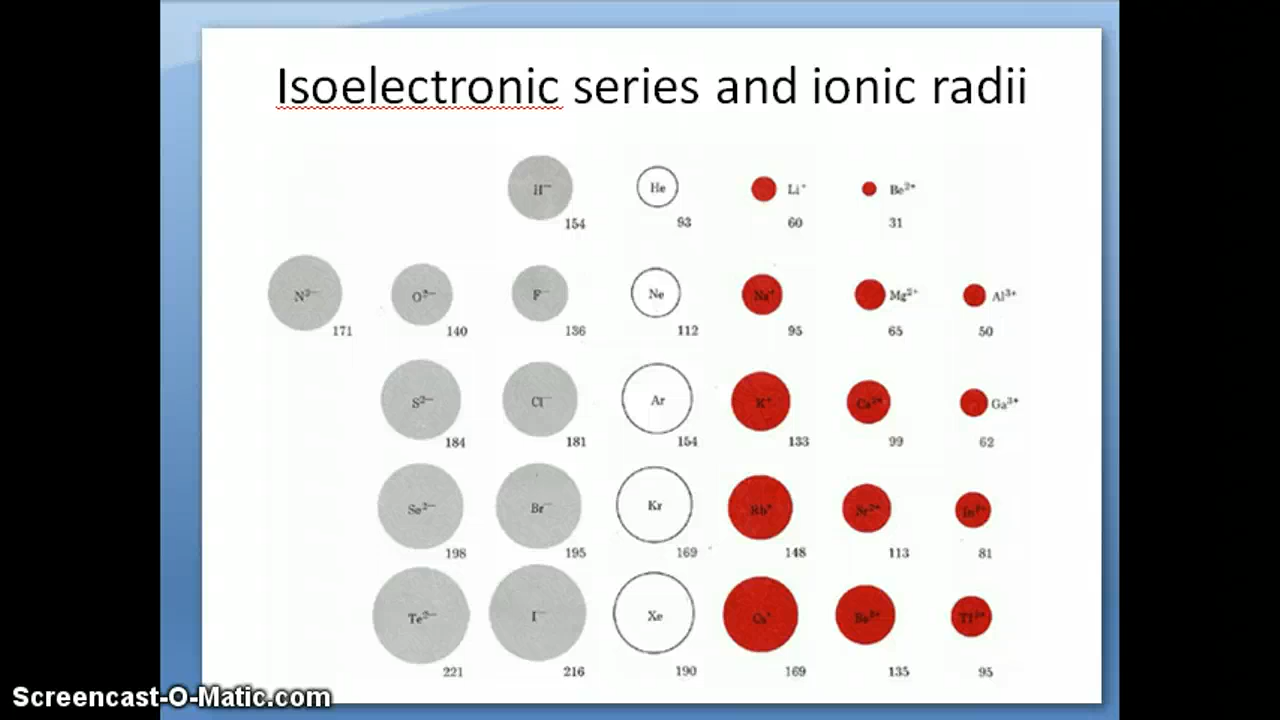 Isoelectronic series and ionic radii
H⁻ He Li⁺ Be²⁺
154 93 60 31
N³⁻ O²⁻ F⁻ Ne Na⁺ Mg²⁺ Al³⁺
171 140 136 112 95 65 50
S²⁻ Cl⁻ Ar K⁺ Ca²⁺ Ga³⁺
184 181 154 133 99 62
Se²⁻ Br⁻ Kr Rb⁺ Sr²⁺ In³⁺
198 195 169 148 113 81
Te²⁻ I⁻ Xe Cs⁺ Ba²⁺ Tl³⁺
221 216 190 169 135 95
Screencast-O-Matic.com